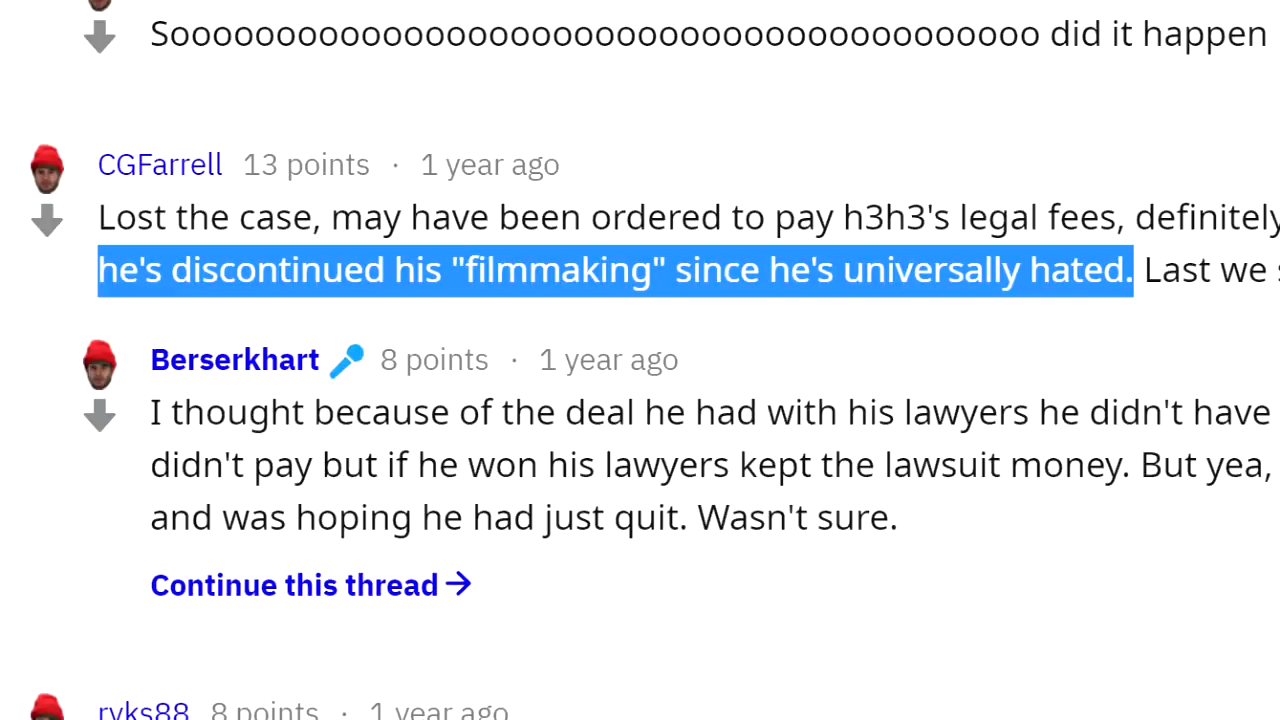 Sooooooooooooooooooooooooooooooooooooooooo did it happen
CGFarrell 13 points · 1 year ago
Lost the case, may have been ordered to pay h3h3's legal fees, definitely
he's discontinued his "filmmaking" since he's universally hated. Last we s
Berserkhart 8 points · 1 year ago
I thought because of the deal he had with his lawyers he didn't have
didn't pay but if he won his lawyers kept the lawsuit money. But yea,
and was hoping he had just quit. Wasn't sure.
Continue this thread
ryks88 8 points · 1 year ago